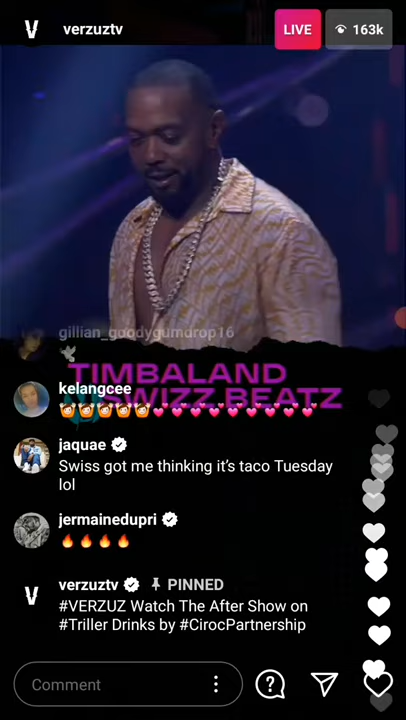 V
verzuztv
LIVE
163k
gillian_goodygumdrop16
TIMBALAND
SWIZZ BEATZ
kelangcee
🙆🙆🙆🙆🙆💕💕💕💕💕💕💕💕💕
jaquae
Swiss got me thinking it's taco Tuesday
lol
jermainedupri
🔥🔥🔥🔥
V
verzuztv PINNED
#VERZUZ Watch The After Show on
#Triller Drinks by #CirocPartnership
Comment